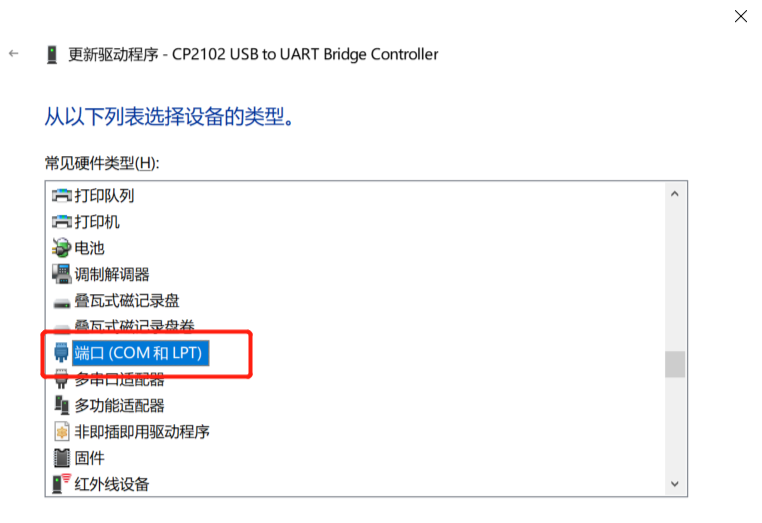 更新驱动程序 - CP2102 USB to UART Bridge Controller
从以下列表选择设备的类型。
常见硬件类型(H):
打印队列
打印机
电池
调制解调器
叠瓦式磁记录盘
叠瓦式磁记录盘卷
端口 (COM 和 LPT)
多串口适配器
多功能适配器
非即插即用驱动程序
固件
红外线设备